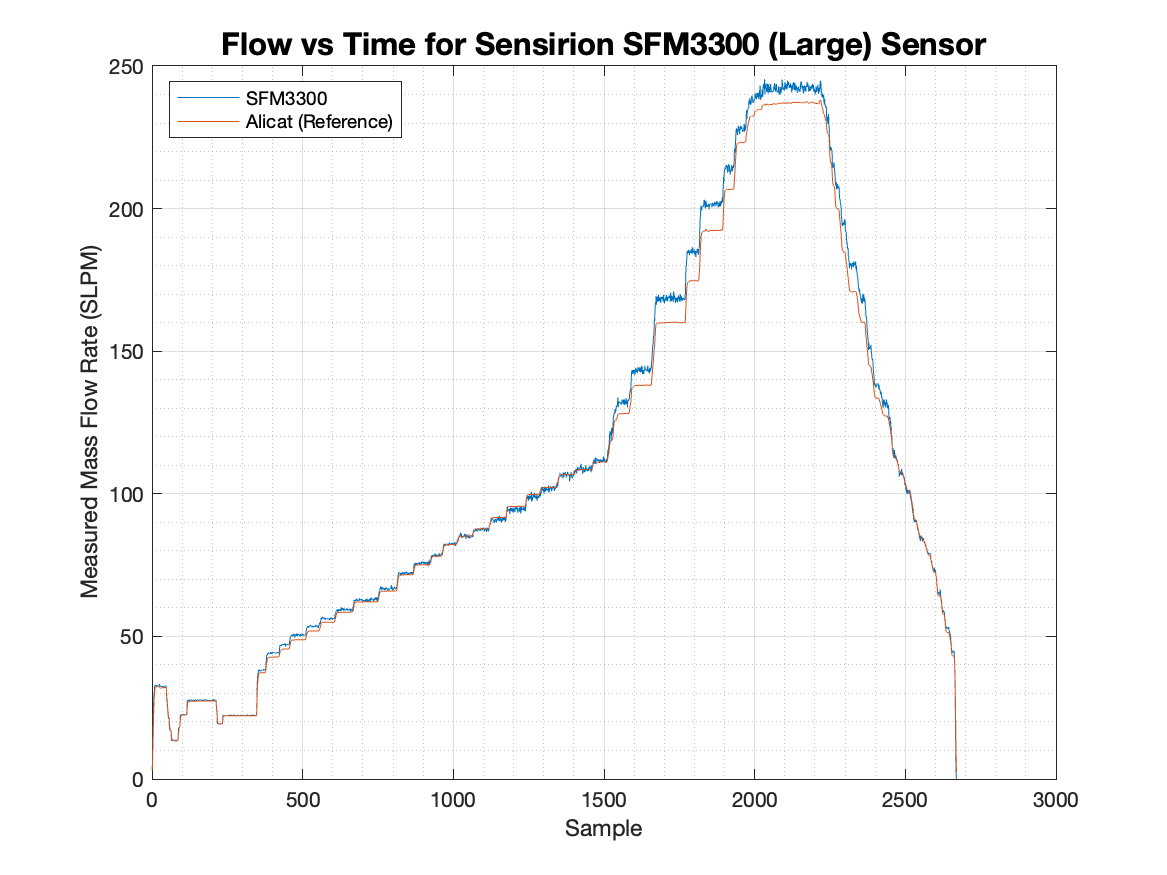 Flow vs Time for Sensirion SFM3300 (Large) Sensor
250
SFM3300
Alicat (Reference)
200
150
100
50
0
Measured Mass Flow Rate (SLPM)
0 500 1000 1500 2000 2500 3000
Sample